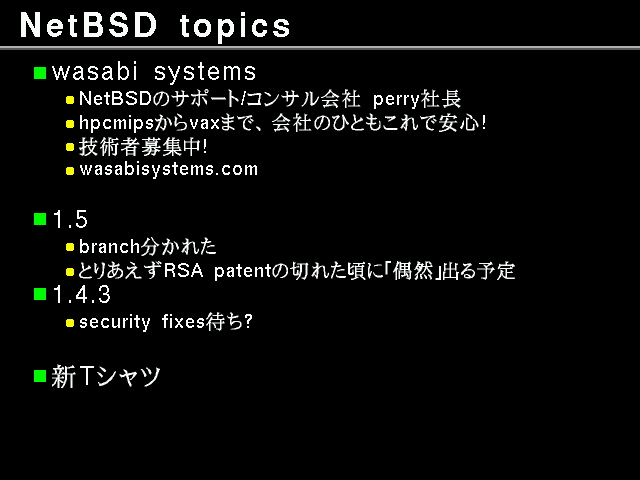 NetBSD topics
wasabi systems
NetBSDのサポート/コンサル会社 perry社長
hpcmipsからvaxまで、会社のひともこれで安心!
技術者募集中!
wasabisystems.com
1.5
branch分かれた
とりあえずRSA patentの切れた頃に「偶然」出る予定
1.4.3
security fixes待ち?
新Tシャツ